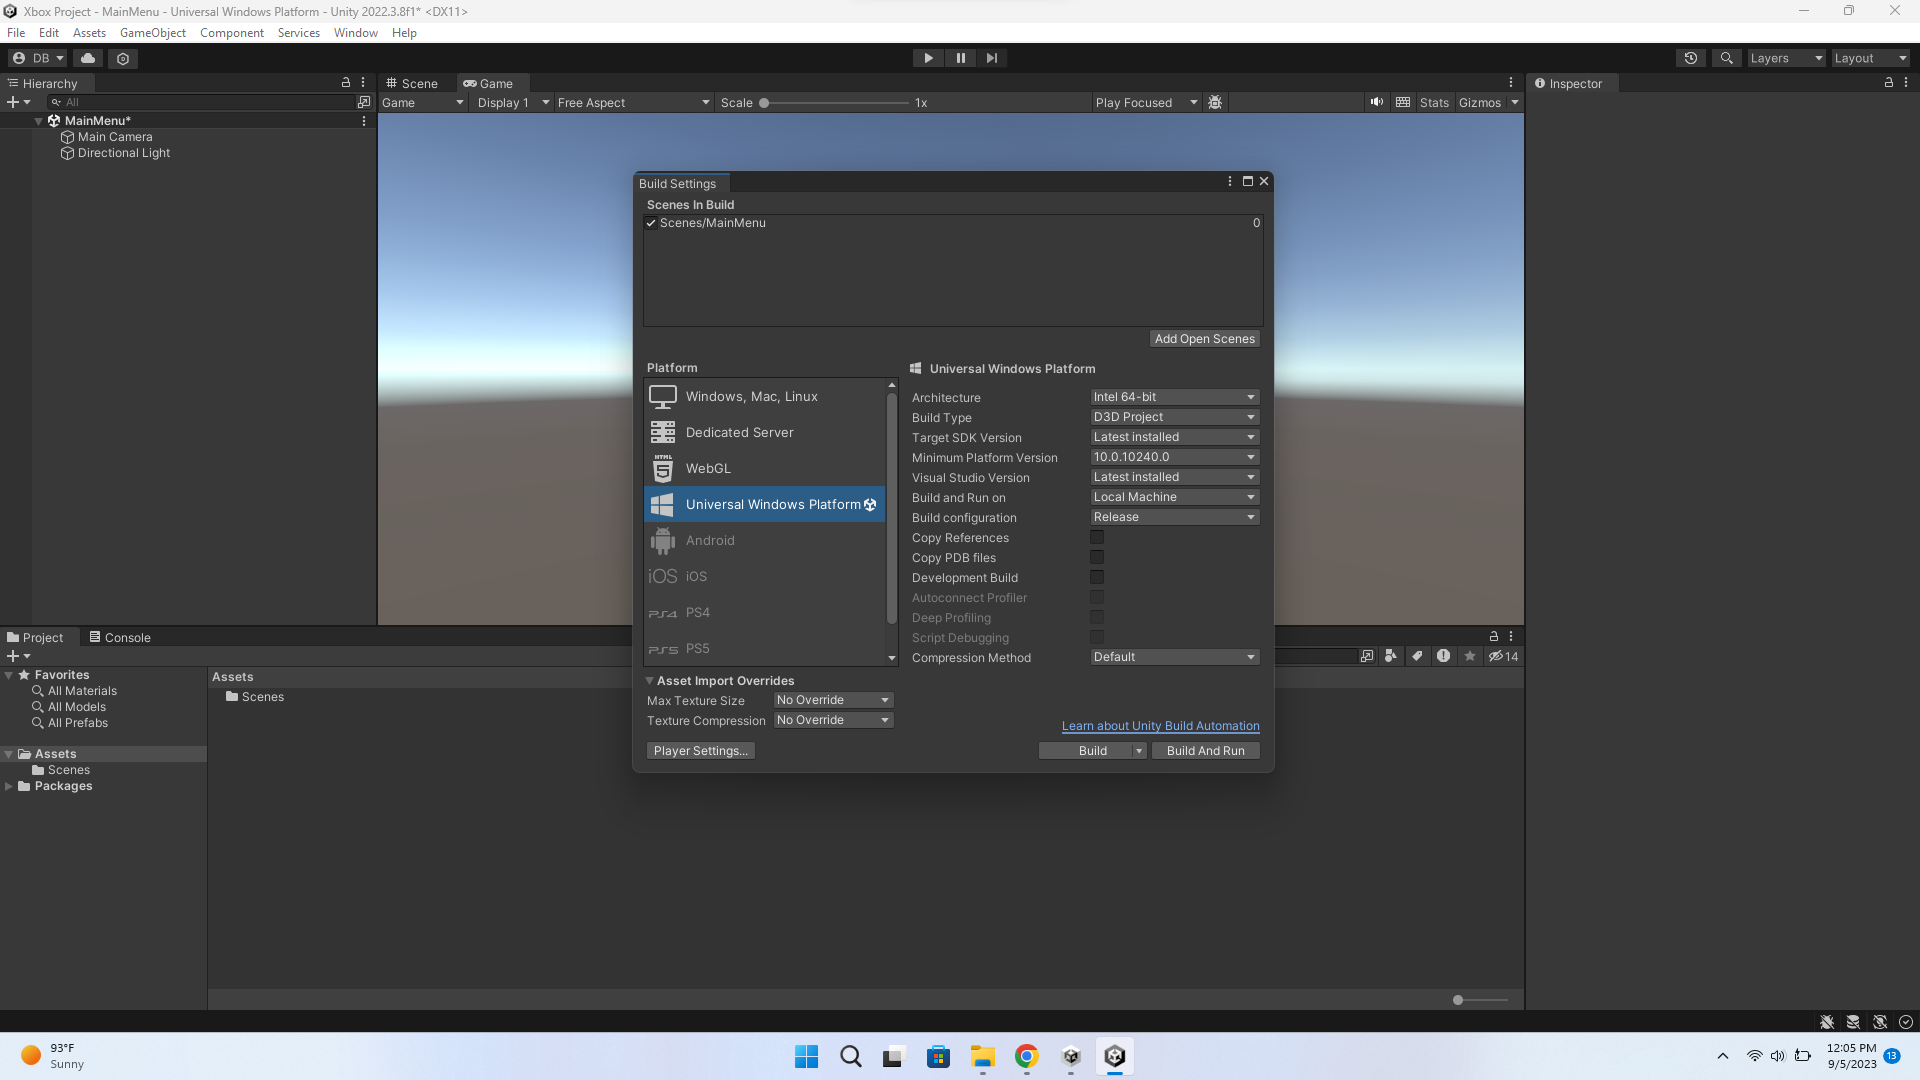 Xbox Project - MainMenu - Universal Windows Platform - Unity 2022.3.8f1* <DX11>
File Edit Assets GameObject Component Services Window Help
DB Layers Layout
Hierarchy Scene Game Inspector
All Game Display 1 Free Aspect Scale 1x Play Focused Stats Gizmos
MainMenu*
Main Camera
Directional Light
Build Settings
Scenes In Build
Scenes/MainMenu 0
Add Open Scenes
Platform
Windows, Mac, Linux
Dedicated Server
HTML
5
WebGL
Universal Windows Platform
Android
iOS iOS
PS4 PS4
PS5 PS5
Universal Windows Platform
Architecture Intel 64-bit
Build Type D3D Project
Target SDK Version Latest installed
Minimum Platform Version 10.0.10240.0
Visual Studio Version Latest installed
Build and Run on Local Machine
Build configuration Release
Copy References
Copy PDB files
Development Build
Autoconnect Profiler
Deep Profiling
Script Debugging
Compression Method Default
Asset Import Overrides
Max Texture Size No Override
Texture Compression No Override
Learn about Unity Build Automation
Player Settings... Build Build And Run
Project Console
14
Favorites
All Materials
All Models
All Prefabs
Assets
Scenes
Packages
Assets
Scenes
93°F
Sunny
12:05 PM
9/5/2023
13